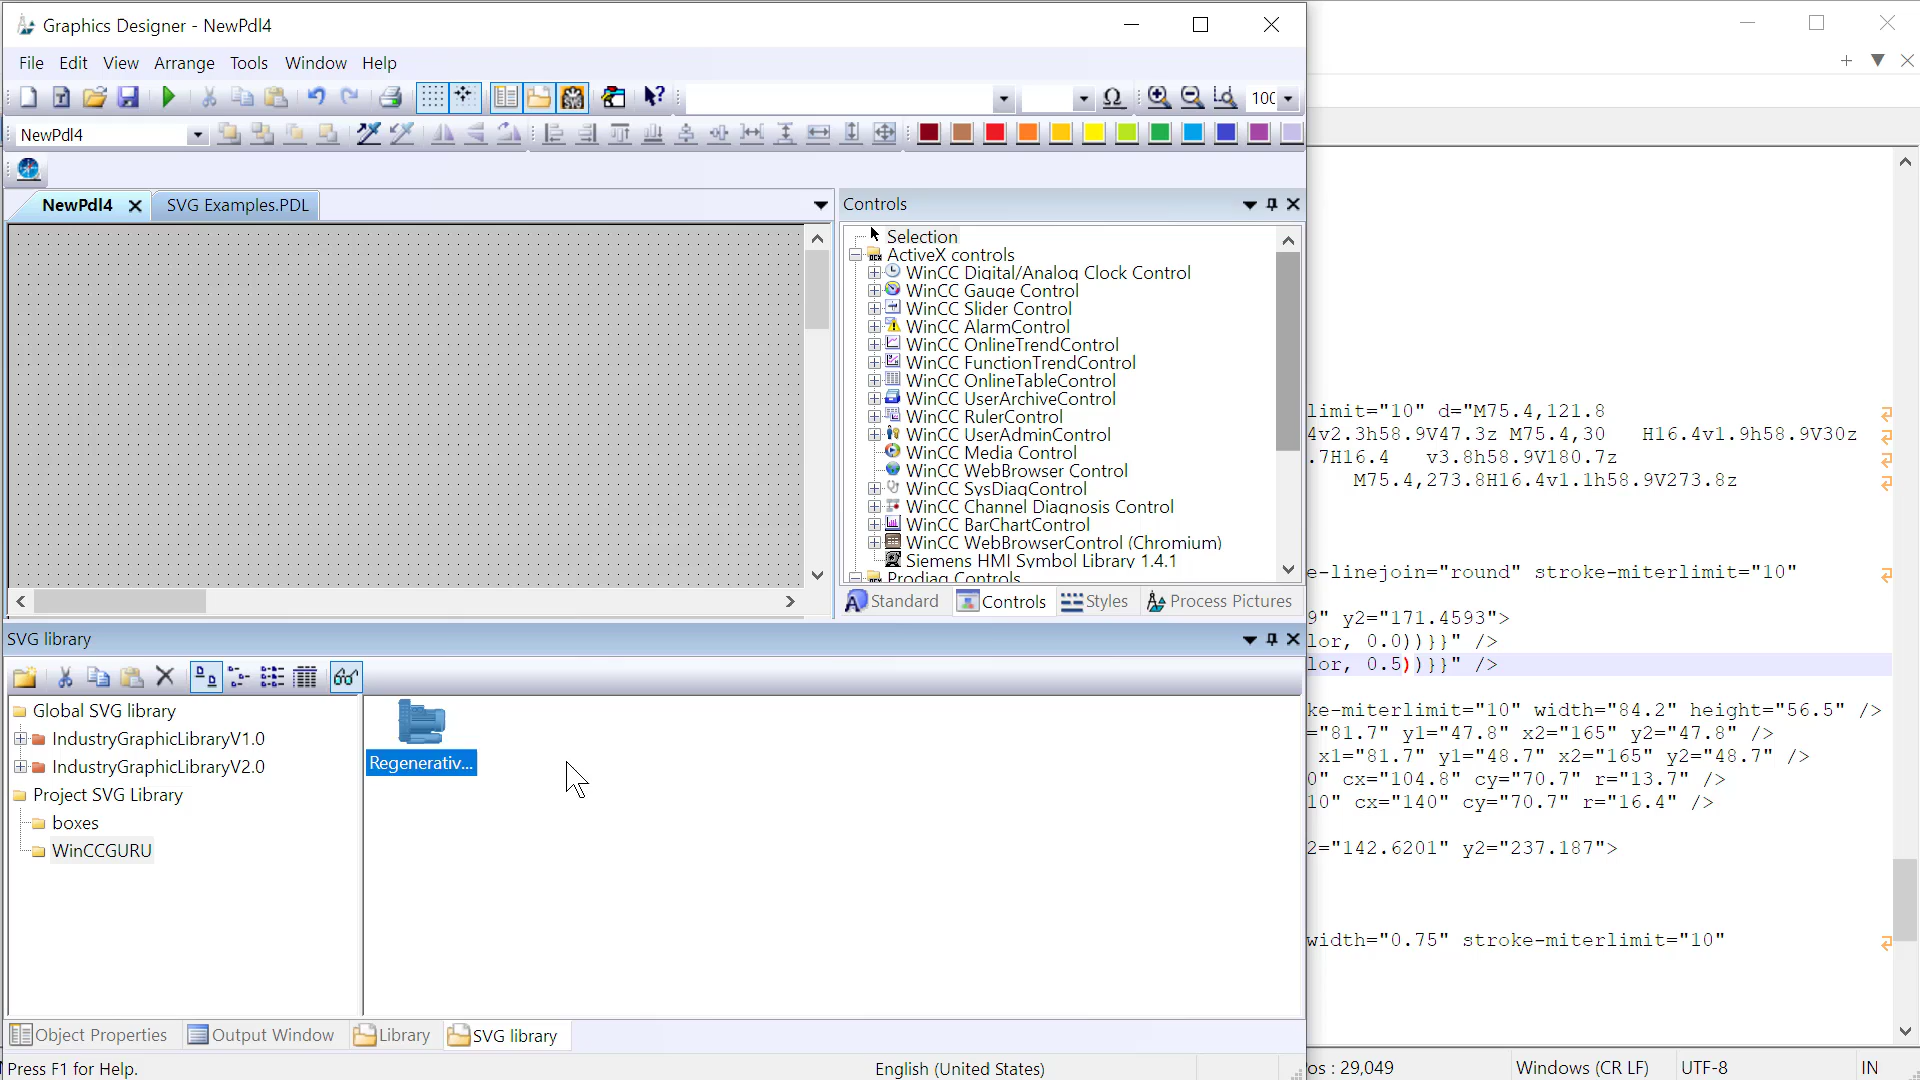 Graphics Designer - NewPdl4
File Edit View Arrange Tools Window Help
100
NewPdl4
NewPdl4 SVG Examples.PDL
Controls
Selection
ActiveX controls
WinCC Digital/Analog Clock Control
WinCC Gauge Control
WinCC Slider Control
WinCC AlarmControl
WinCC OnlineTrendControl
WinCC FunctionTrendControl
WinCC OnlineTableControl
WinCC UserArchiveControl
WinCC RulerControl
WinCC UserAdminControl
WinCC Media Control
WinCC WebBrowser Control
WinCC SysDiagControl
WinCC Channel Diagnosis Control
WinCC BarChartControl
WinCC WebBrowserControl (Chromium)
Siemens HMI Symbol Library 1.4.1
Prodiag Controls
Standard Controls Styles Process Pictures
SVG library
Global SVG library
IndustryGraphicLibraryV1.0
IndustryGraphicLibraryV2.0
Project SVG Library
boxes
WinCCGURU
Regenerativ...
Object Properties Output Window Library SVG library
Press F1 for Help. English (United States)
limit="10" d="M75.4,121.8
4v2.3h58.9V47.3z M75.4,30 H16.4v1.9h58.9V30z
.7H16.4 v3.8h58.9V180.7z
M75.4,273.8H16.4v1.1h58.9V273.8z
e-linejoin="round" stroke-miterlimit="10"
9" y2="171.4593">
lor, 0.0))}}" />
lor, 0.5))}}" />
ke-miterlimit="10" width="84.2" height="56.5" />
="81.7" y1="47.8" x2="165" y2="47.8" />
x1="81.7" y1="48.7" x2="165" y2="48.7" />
0" cx="104.8" cy="70.7" r="13.7" />
10" cx="140" cy="70.7" r="16.4" />
2="142.6201" y2="237.187">
width="0.75" stroke-miterlimit="10"
os : 29,049 Windows (CR LF) UTF-8 IN